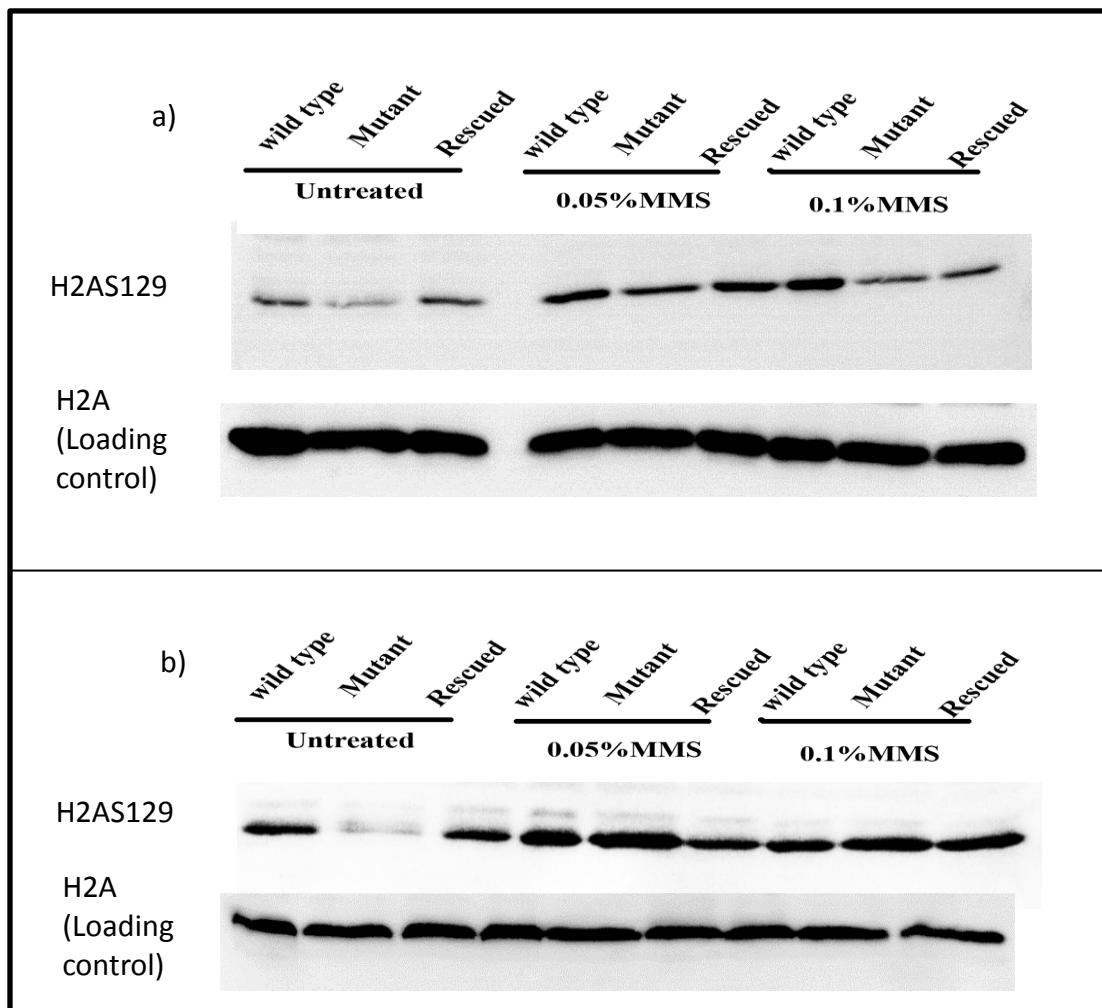 a)
wild type
Mutant
Rescued
wild type
Mutant
Rescued
wild type
Mutant
Rescued
Untreated
0.05%MMS
0.1%MMS
H2AS129
H2A
(Loading
control)
b)
wild type
Mutant
Rescued
wild type
Mutant
Rescued
wild type
Mutant
Rescued
Untreated
0.05%MMS
0.1%MMS
H2AS129
H2A
(Loading
control)